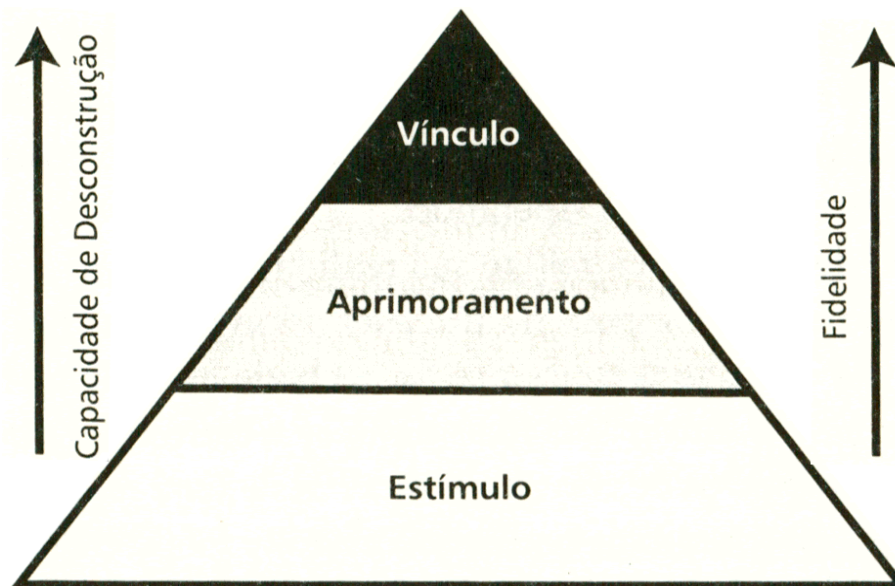 Capacidade de Desconstrução
Vínculo
Aprimoramento
Estímulo
Fidelidade